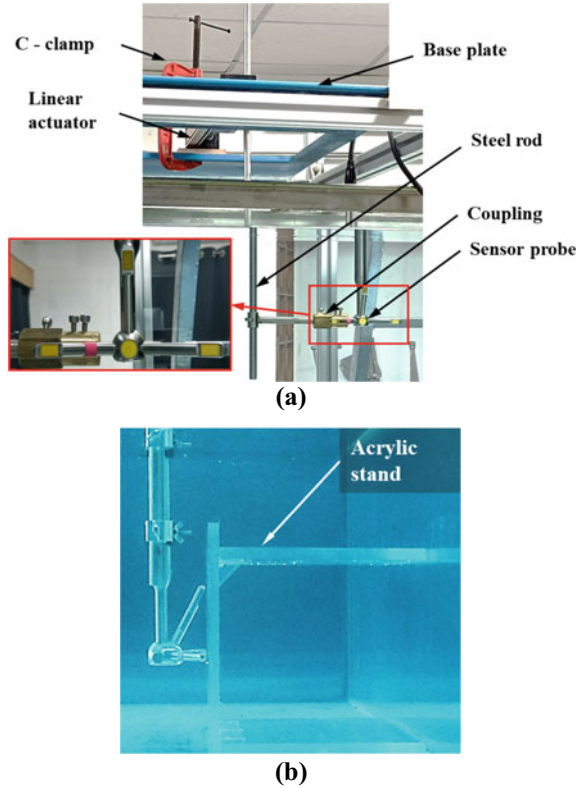 C - clamp
Base plate
Linear
actuator
Steel rod
Coupling
Sensor probe
(a)
Acrylic
stand
(b)